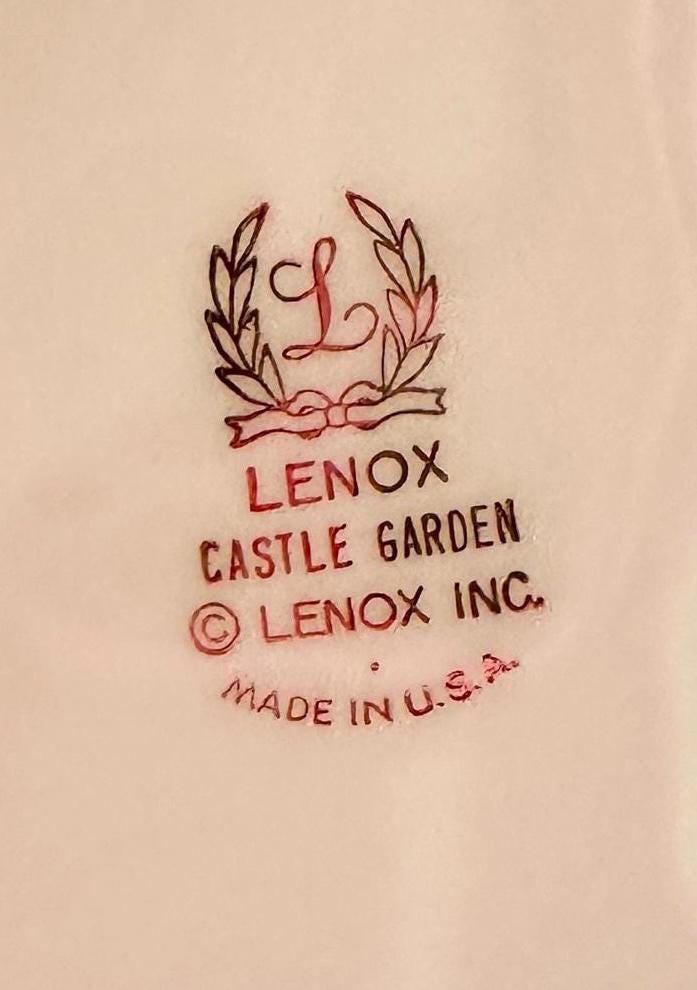 L
LENOX
CASTLE GARDEN
© LENOX INC.
MADE IN U.S.A.